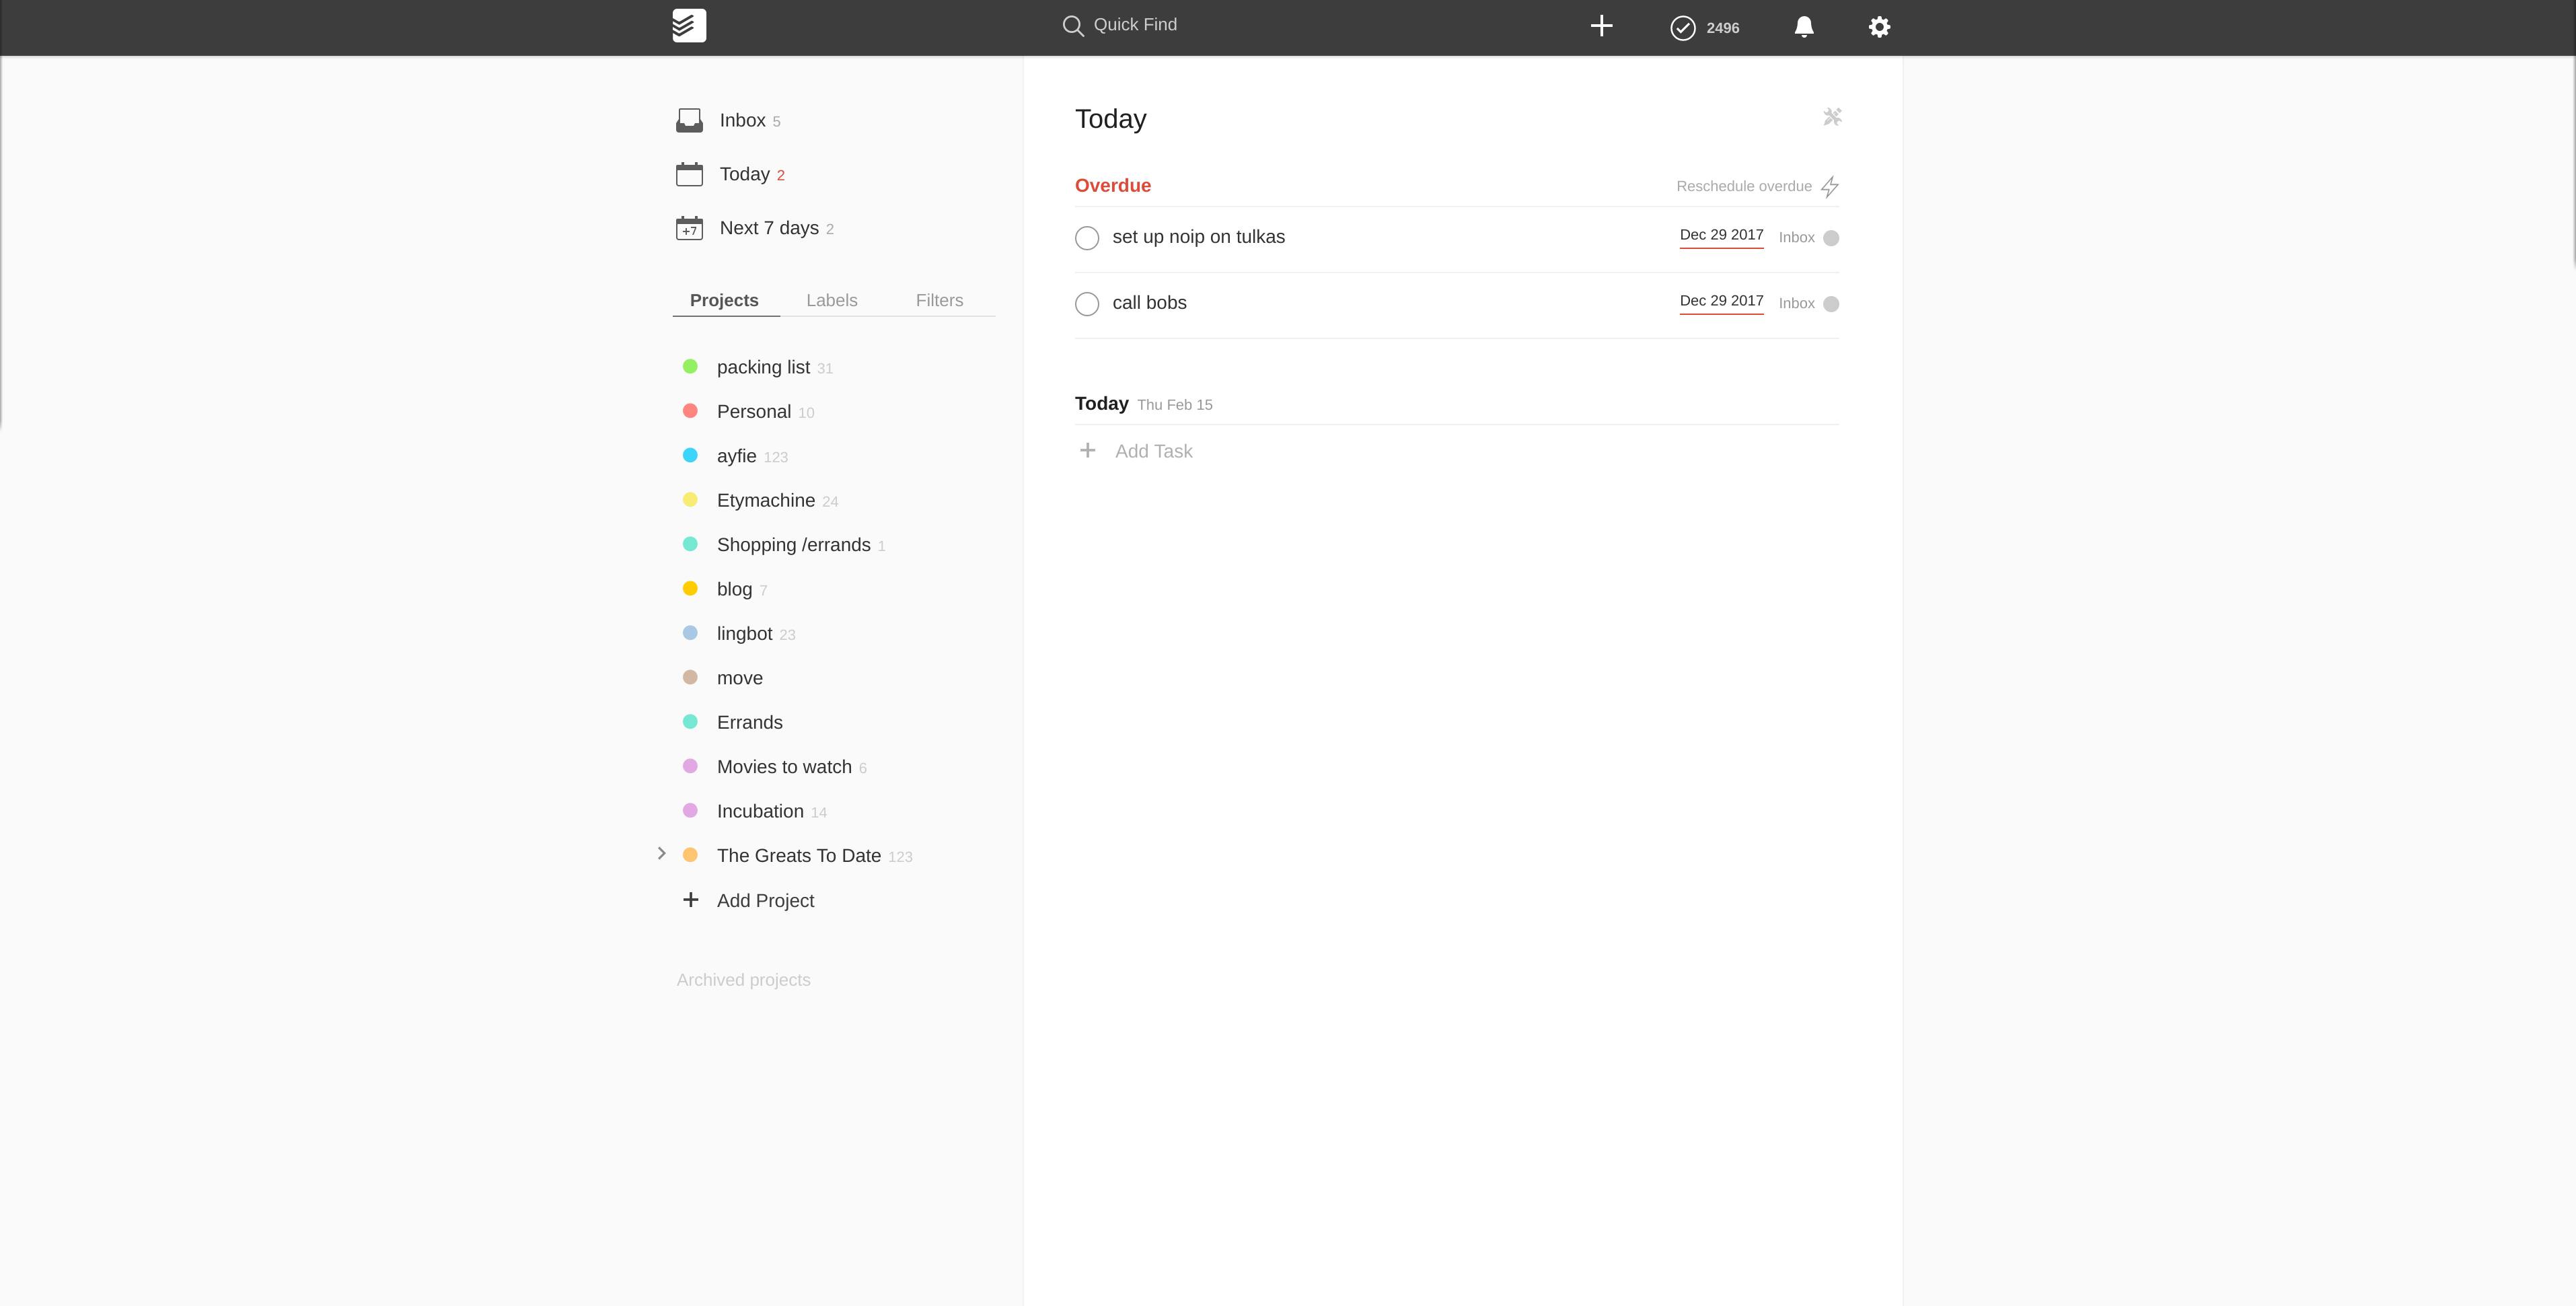 Quick Find
2496
Inbox 5
Today 2
+7 Next 7 days 2
Projects Labels Filters
packing list 31
Personal 10
ayfie 123
Etymachine 24
Shopping /errands 1
blog 7
lingbot 23
move
Errands
Movies to watch 6
Incubation 14
The Greats To Date 123
Add Project
Archived projects
Today
Overdue Reschedule overdue
set up noip on tulkas Dec 29 2017 Inbox
call bobs Dec 29 2017 Inbox
Today Thu Feb 15
Add Task